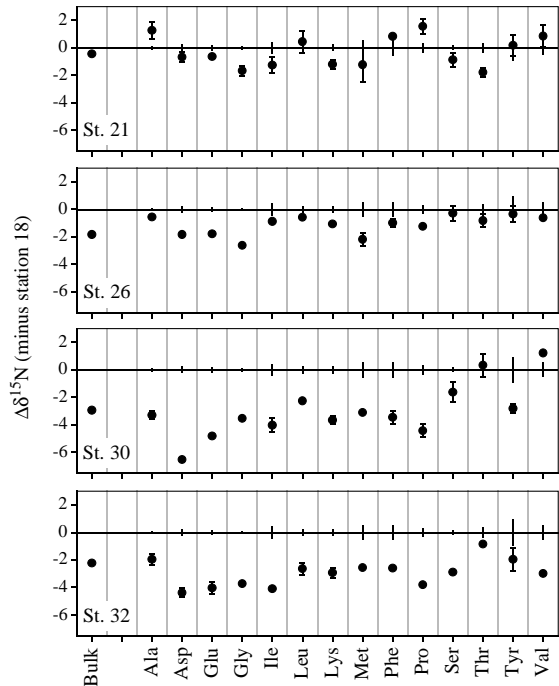 Δδ¹⁵N (minus station 18)
2
0
-2
-4
-6
St. 21
2
0
-2
-4
-6
St. 26
2
0
-2
-4
-6
St. 30
2
0
-2
-4
-6
St. 32
Bulk
Ala
Asp
Glu
Gly
Ile
Leu
Lys
Met
Phe
Pro
Ser
Thr
Tyr
Val